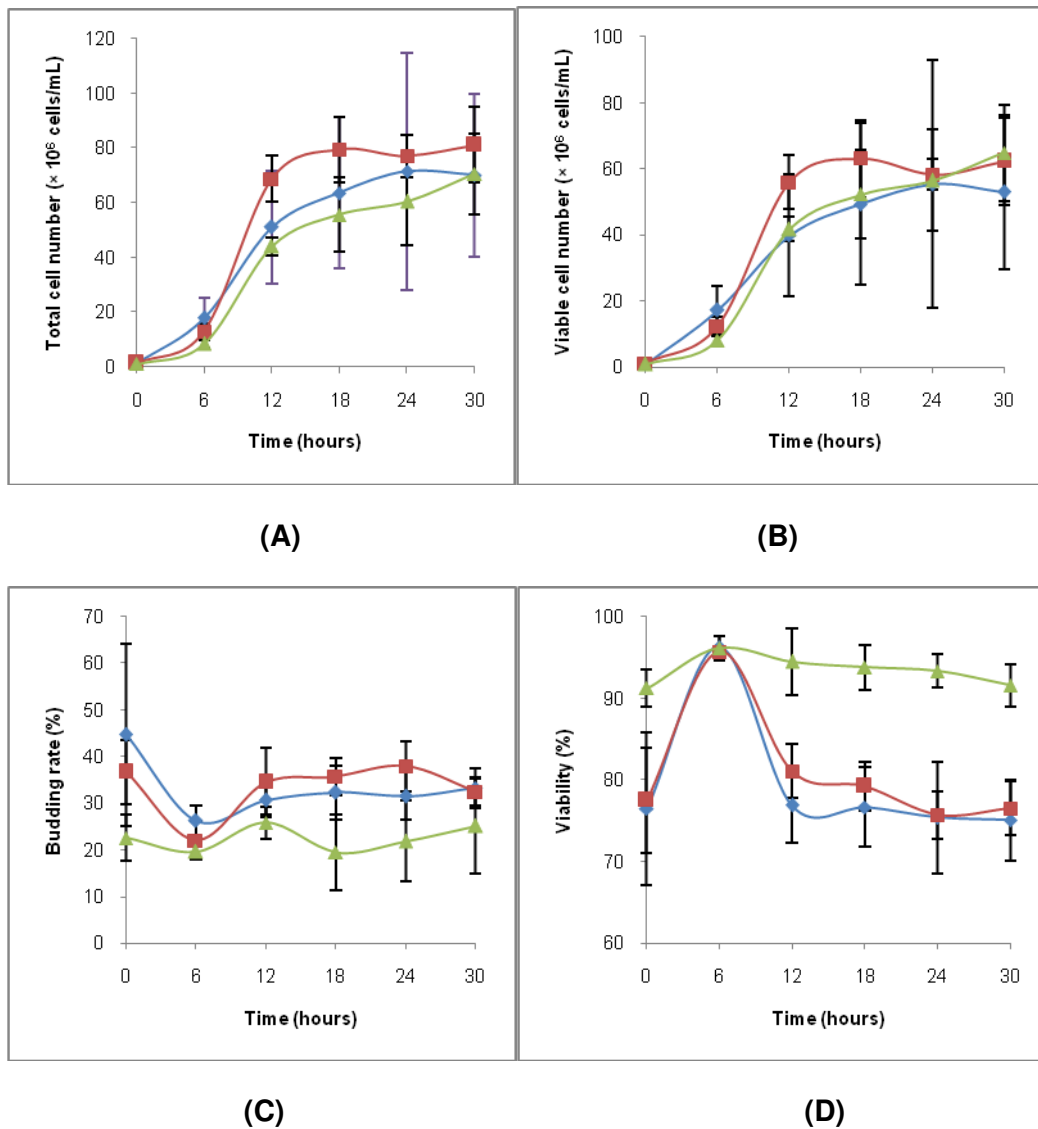 Total cell number (× 10⁶ cells/mL)
120
100
80
60
40
20
0
0 6 12 18 24 30
Time (hours)
(A)
Viable cell number (× 10⁶ cells/mL)
100
80
60
40
20
0
0 6 12 18 24 30
Time (hours)
(B)
Budding rate (%)
70
60
50
40
30
20
10
0
0 6 12 18 24 30
Time (hours)
(C)
Viability (%)
100
90
80
70
60
0 6 12 18 24 30
Time (hours)
(D)